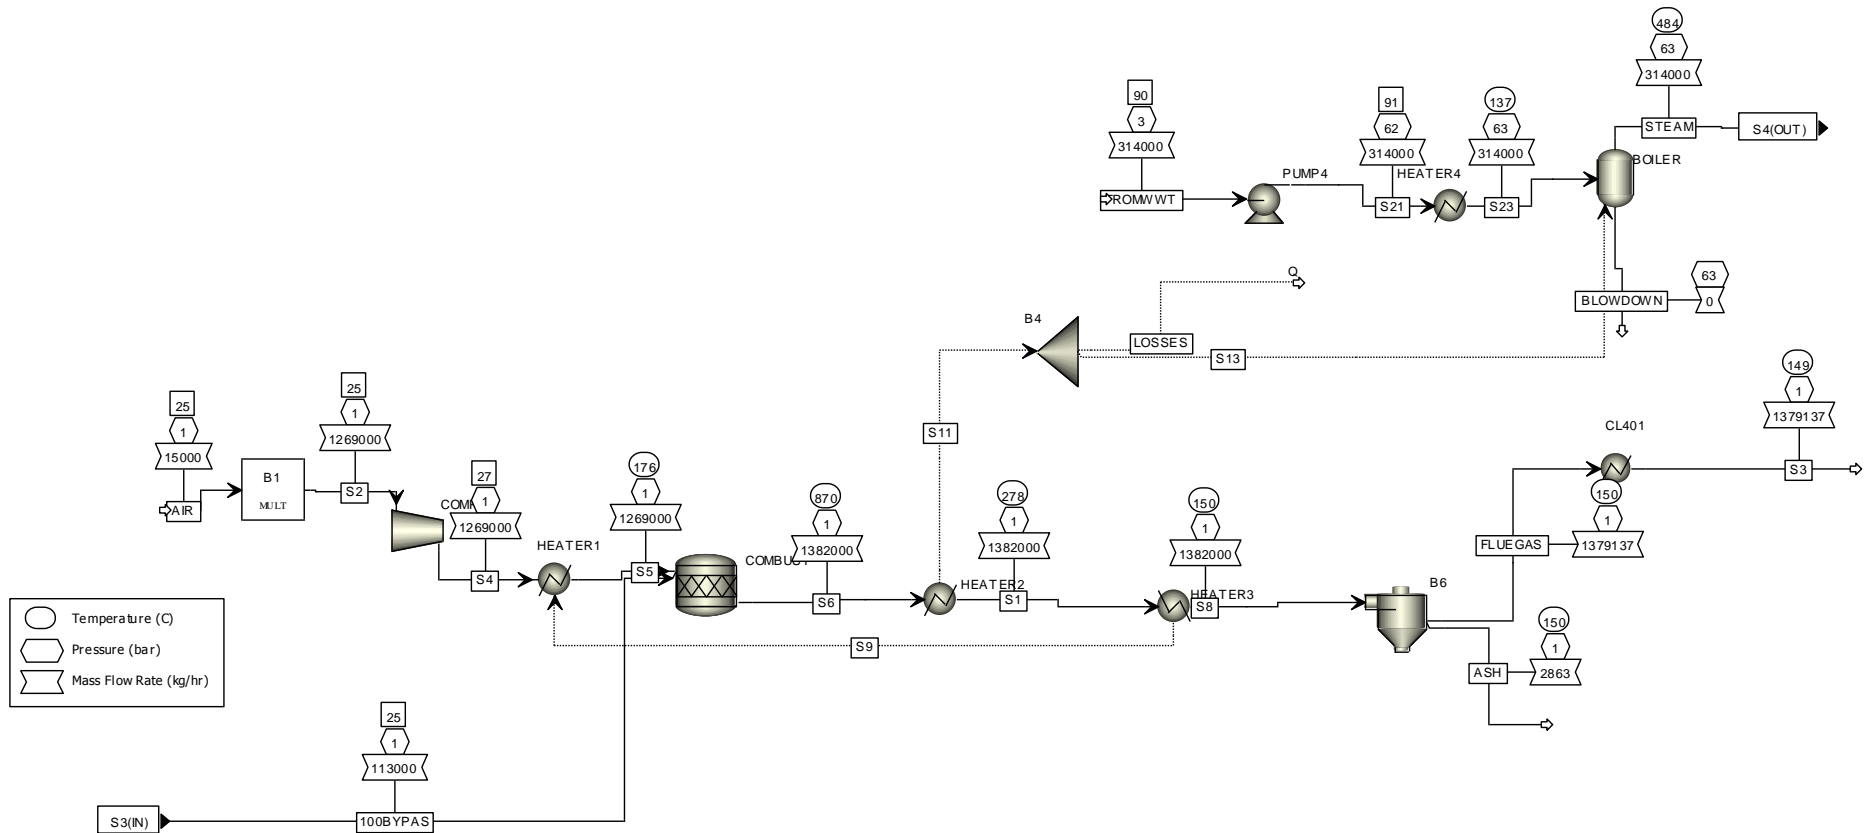 484
63
314000
STEAM
S4(OUT)
BOILER
90
3
314000
ROMWWT
PUMP4
91
62
314000
S21
HEATER4
137
63
314000
S23
63
0
BLOWDOWN
Q
B4
LOSSES
S13
S11
149
1
1379137
S3
CL401
150
1
1379137
FLUEGAS
25
1
15000
AIR
B1
MULT
25
1
1269000
S2
27
1
1269000
S4
HEATER1
176
1
1269000
S5
870
1
1382000
S6
278
1
1382000
HEATER2
S1
150
1
1382000
HEATER3
S8
B6
150
1
2863
ASH
S9
Temperature (C)
Pressure (bar)
Mass Flow Rate (kg/hr)
25
1
113000
S3(IN)
100BYPAS